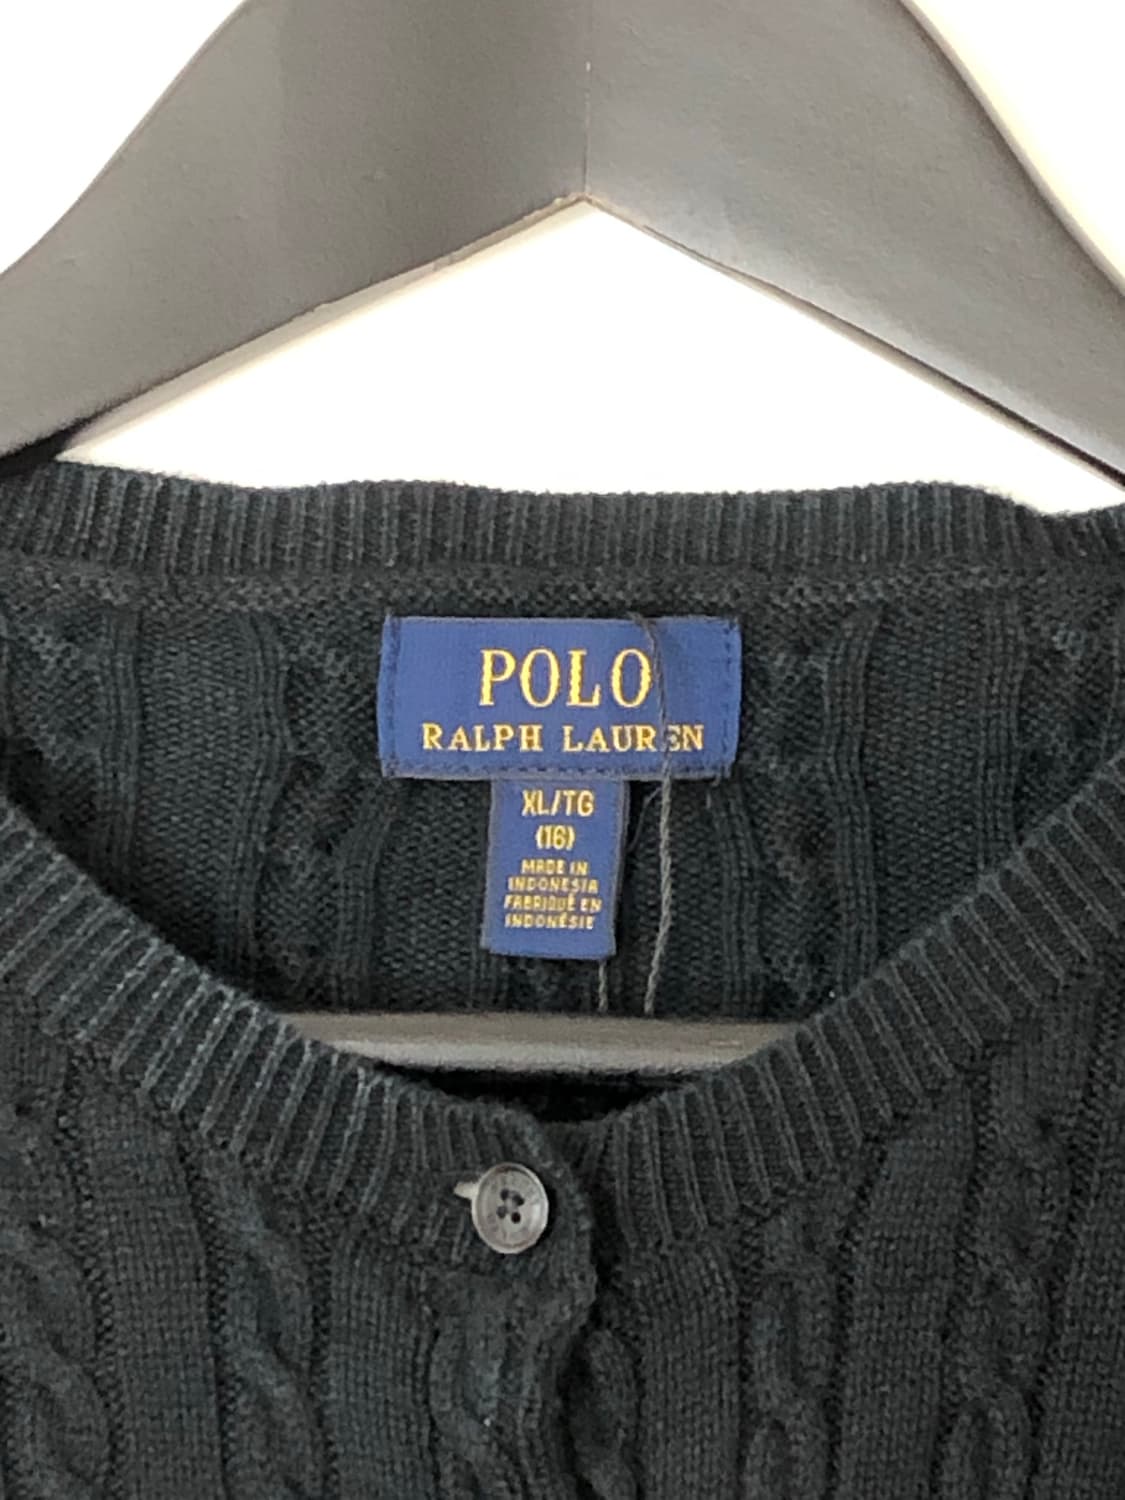 POLO
RALPH LAUREN
XL/TG
(16)
MADE IN
INDONESIA
FABRIQUÉ EN
INDONÉSIE